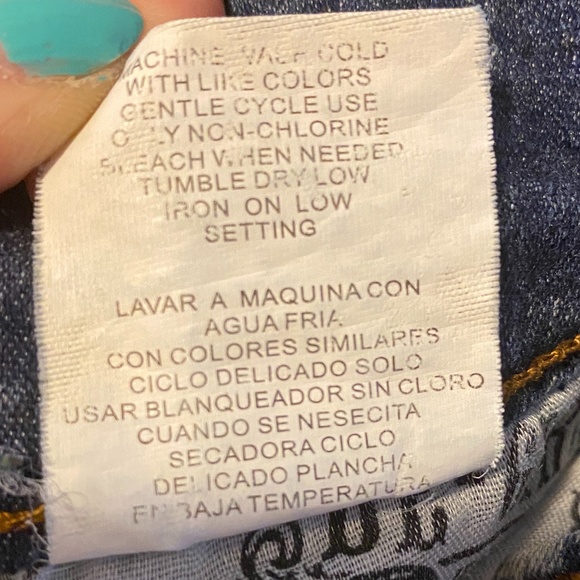 MACHINE WASH COLD
WITH LIKE COLORS
GENTLE CYCLE USE
ONLY NON-CHLORINE
BLEACH WHEN NEEDED
TUMBLE DRY LOW
IRON ON LOW
SETTING
LAVAR A MAQUINA CON
AGUA FRIA
CON COLORES SIMILARES
CICLO DELICADO SOLO
USAR BLANQUEADOR SIN CLORO
CUANDO SE NESECITA
SECADORA CICLO
DELICADO PLANCHA
EN BAJA TEMPERATURA